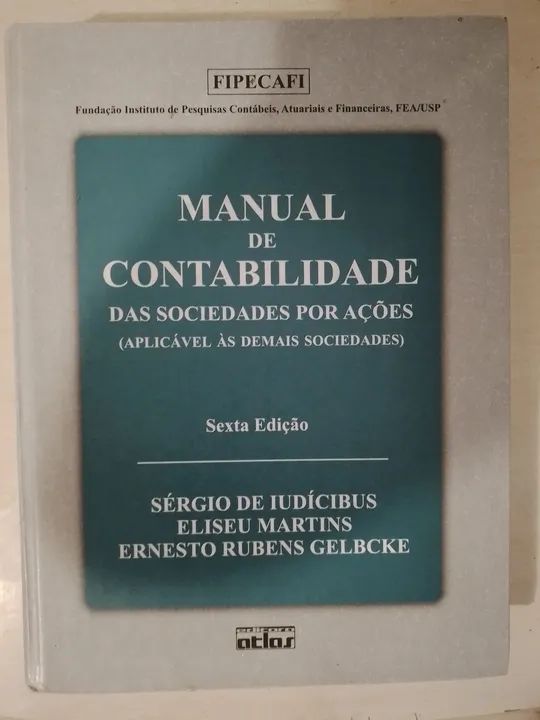 FIPECAFI
Fundação Instituto de Pesquisas Contábeis, Atuariais e Financeiras, FEA/USP
MANUAL
DE
CONTABILIDADE
DAS SOCIEDADES POR AÇÕES
(APLICÁVEL ÀS DEMAIS SOCIEDADES)
Sexta Edição
SÉRGIO DE IUDÍCIBUS
ELISEU MARTINS
ERNESTO RUBENS GELBCKE
editora
atlas